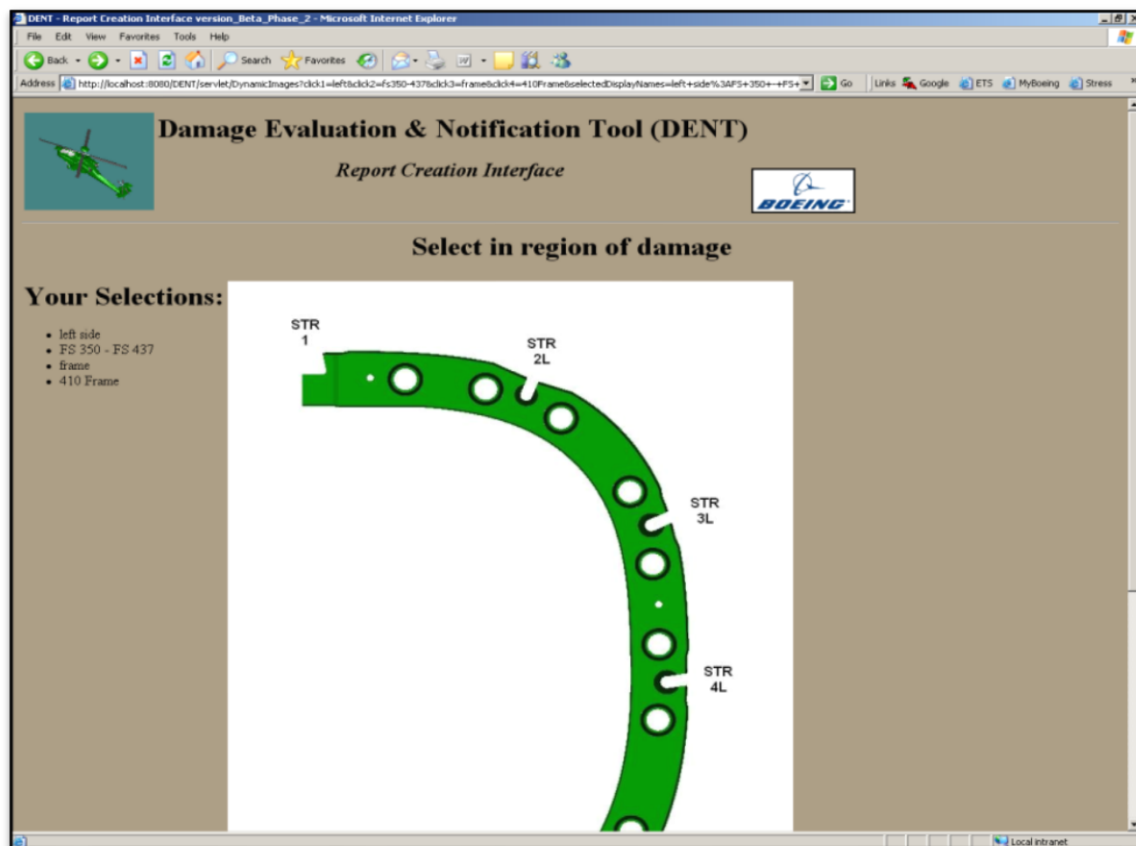 DENT - Report Creation Interface version_Beta_Phase_2 - Microsoft Internet Explorer
File Edit View Favorites Tools Help
Back Search Favorites
Address http://localhost:8080/DENT/servlet/DynamicImages?click1=left&click2=fs350-437&click3=frame&click4=410Frame&selectedDisplayNames=left+side%3AFS+350+-+FS+ Go Links Google ETS MyBoeing Stress »
Damage Evaluation & Notification Tool (DENT)
Report Creation Interface
BOEING
Select in region of damage
Your Selections:
• left side
• FS 350 - FS 437
• frame
• 410 Frame
STR
1
STR
2L
STR
3L
STR
4L
Local intranet